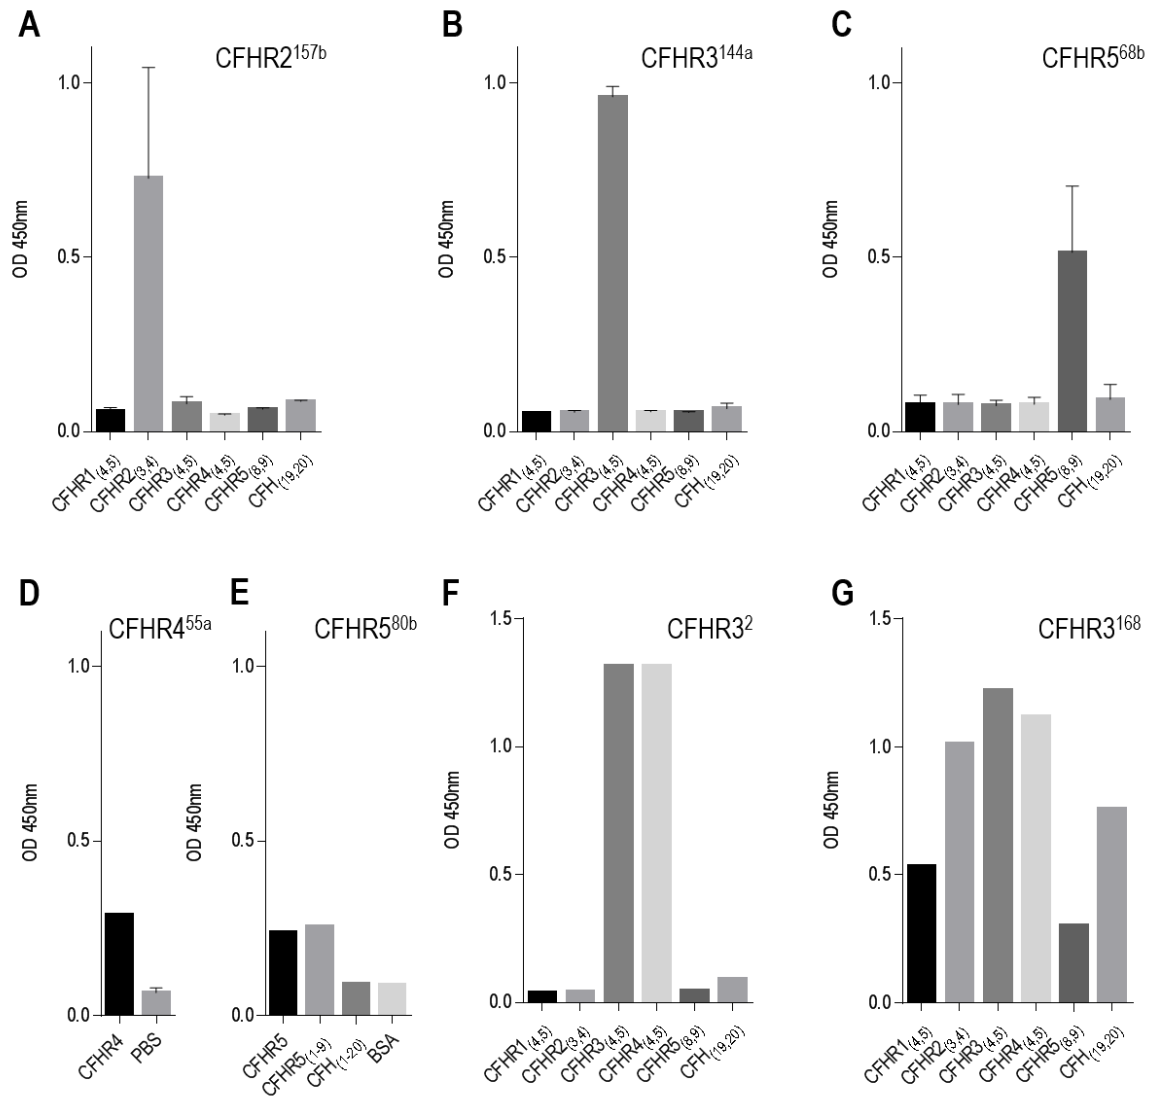 A
CFHR2157b
OD 450nm
1.0
0.5
0.0
CFHR1(4,5)
CFHR2(3,4)
CFHR3(4,5)
CFHR4(4,5)
CFHR5(8,9)
CFH(19,20)
B
CFHR3144a
OD 450nm
1.0
0.5
0.0
CFHR1(4,5)
CFHR2(3,4)
CFHR3(4,5)
CFHR4(4,5)
CFHR5(8,9)
CFH(19,20)
C
CFHR568b
OD 450nm
1.0
0.5
0.0
CFHR1(4,5)
CFHR2(3,4)
CFHR3(4,5)
CFHR4(4,5)
CFHR5(8,9)
CFH(19,20)
D
CFHR455a
OD 450nm
1.0
0.5
0.0
CFHR4
PBS
E
CFHR580b
OD 450nm
1.0
0.5
0.0
CFHR5
CFHR5(1-9)
CFH(1-20)
BSA
F
CFHR32
OD 450nm
1.5
1.0
0.5
0.0
CFHR1(4,5)
CFHR2(3,4)
CFHR3(4,5)
CFHR4(4,5)
CFHR5(8,9)
CFH(19,20)
G
CFHR3168
OD 450nm
1.5
1.0
0.5
0.0
CFHR1(4,5)
CFHR2(3,4)
CFHR3(4,5)
CFHR4(4,5)
CFHR5(8,9)
CFH(19,20)